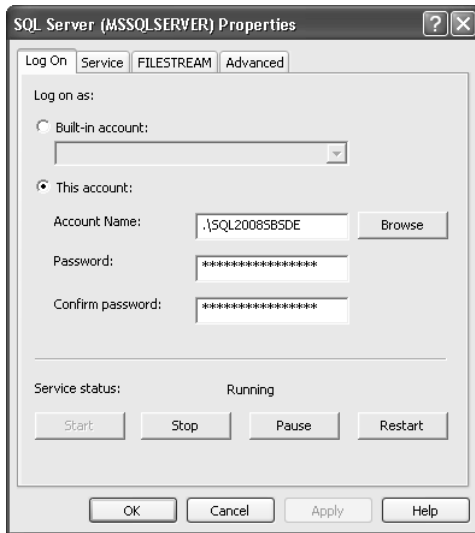 SQL Server (MSSQLSERVER) Properties
Log On Service FILESTREAM Advanced
Log on as:
Built-in account:
This account:
Account Name: .\SQL2008SBSDE Browse
Password: ****************
Confirm password: ****************
Service status: Running
Start Stop Pause Restart
OK Cancel Apply Help